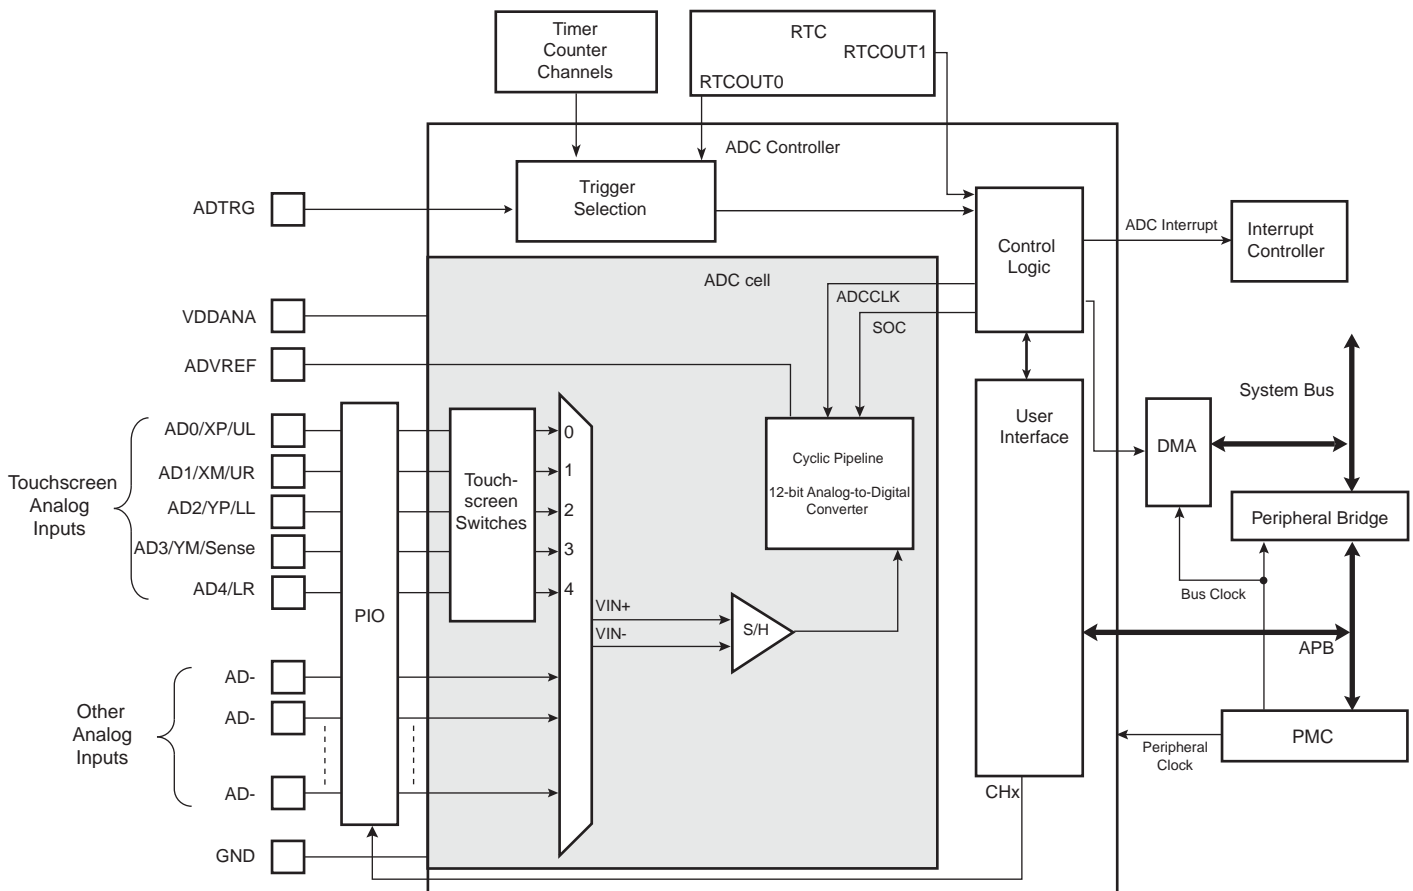 Timer
Counter
Channels
RTC
RTCOUT1
RTCOUT0
ADC Controller
Trigger
Selection
ADTRG
Control
Logic
ADC Interrupt
Interrupt
Controller
ADC cell
ADCCLK
SOC
VDDANA
ADVREF
System Bus
User
Interface
DMA
Touchscreen
Analog
Inputs
AD0/XP/UL
AD1/XM/UR
AD2/YP/LL
AD3/YM/Sense
AD4/LR
PIO
Touch-
screen
Switches
0
1
2
3
4
Cyclic Pipeline
12-bit Analog-to-Digital
Converter
Peripheral Bridge
Bus Clock
VIN+
VIN-
S/H
APB
Other
Analog
Inputs
AD-
AD-
AD-
PMC
Peripheral
Clock
CHx
GND